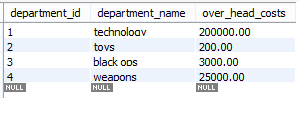 department_id department_name over_head_costs
1 technology 200000.00
2 toys 200.00
3 black ops 3000.00
4 weapons 25000.00
NULL NULL NULL